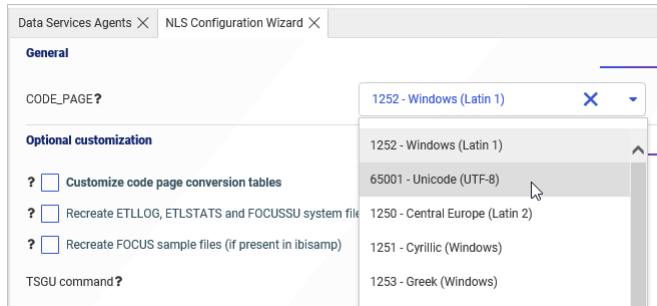 Data Services Agents NLS Configuration Wizard
General
CODE_PAGE? 1252 - Windows (Latin 1)
Optional customization
1252 - Windows (Latin 1)
65001 - Unicode (UTF-8)
1250 - Central Europe (Latin 2)
1251 - Cyrillic (Windows)
1253 - Greek (Windows)
? Customize code page conversion tables
? Recreate ETLLOG, ETLSTATS and FOCUSSU system file
? Recreate FOCUS sample files (if present in ibisamp)
TSGU command?